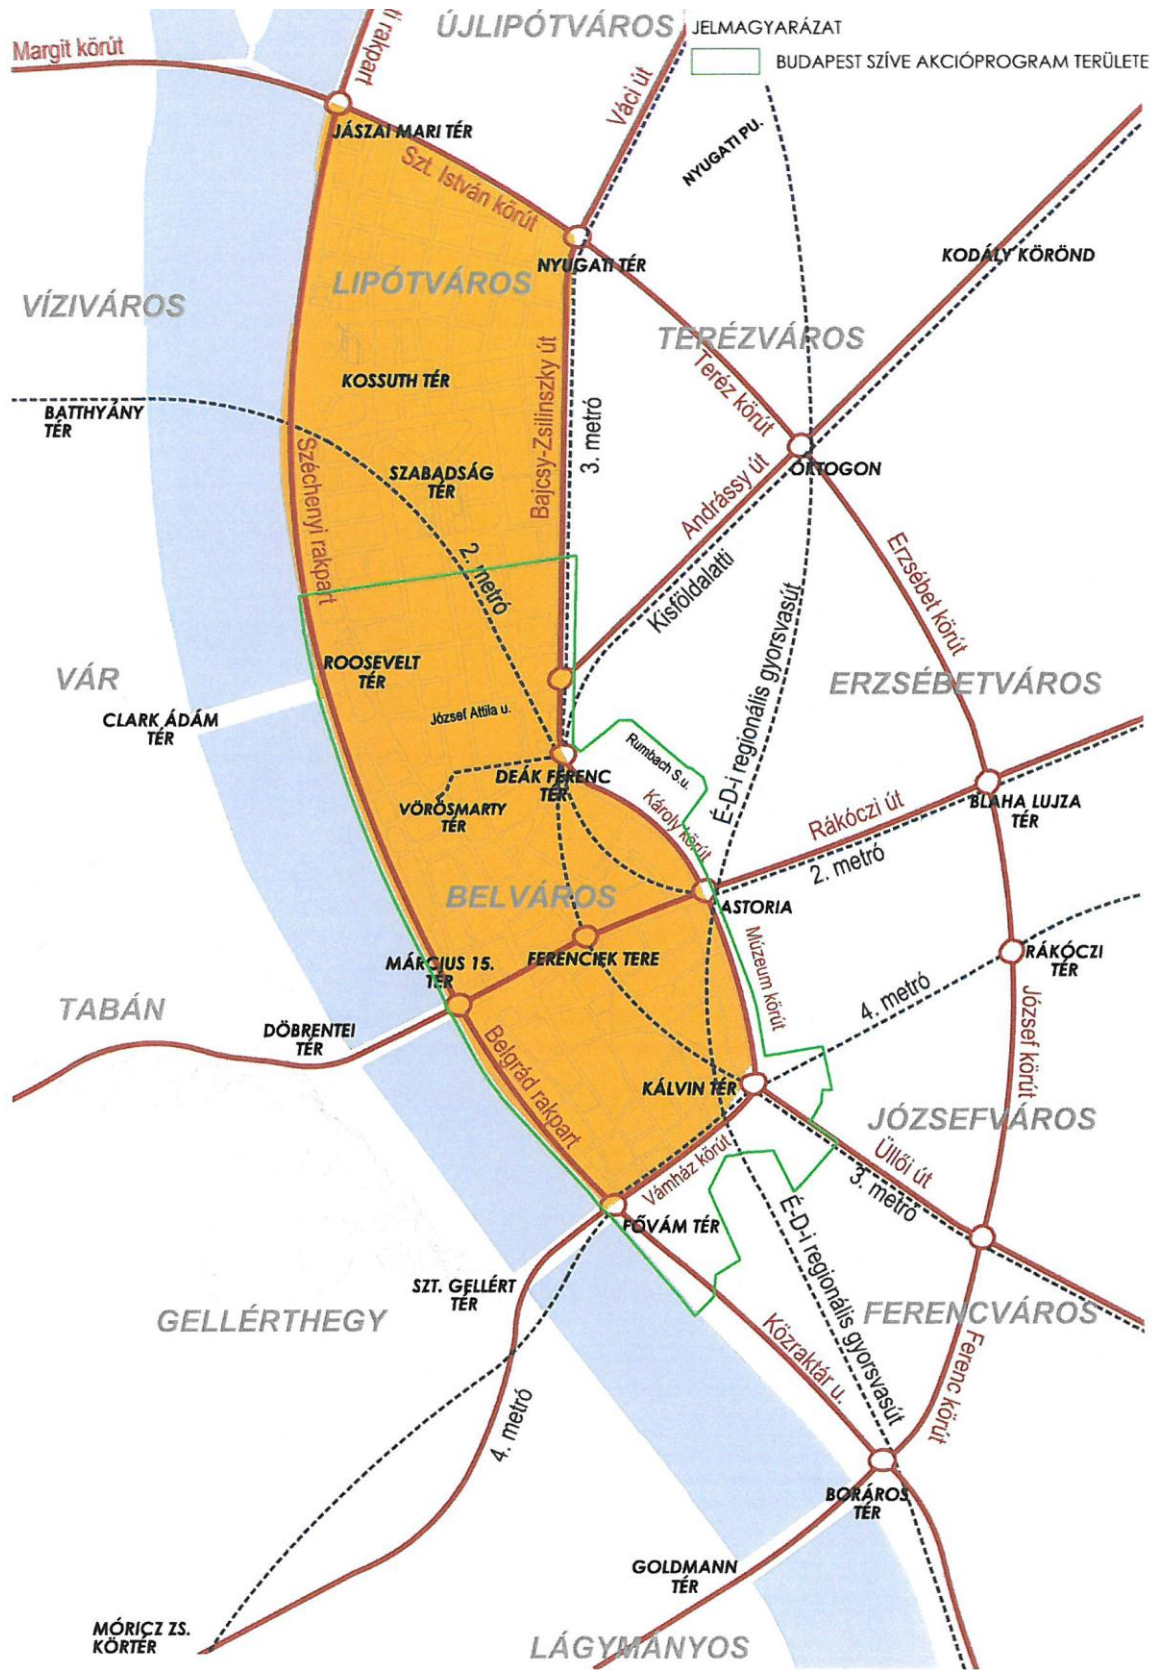 ÚJLIPÓTVÁROS
JELMAGYARÁZAT
BUDAPEST SZÍVE AKCIÓPROGRAM TERÜLETE
Margit körút
ti rakpart
Váci út
JÁSZAI MARI TÉR
NYUGATI PU.
Szt. István körút
NYUGATI TÉR
KODÁLY KÖRÖND
LIPÓTVÁROS
VÍZIVÁROS
TERÉZVÁROS
Teréz körút
KOSSUTH TÉR
Bajcsy-Zsilinszky út
3. metró
BATTHYÁNY
TÉR
Széchenyi rakpart
SZABADSÁG
TÉR
Andrássy út
OKTOGON
2. metró
Kisföldalatti
Erzsébet körút
É-D-i regionális gyorsvasút
VÁR
ROOSEVELT
TÉR
ERZSÉBETVÁROS
CLARK ÁDÁM
TÉR
József Attila u.
Rumbach S.u.
DEÁK FERENC
TÉR
VÖRÖSMARTY
TÉR
Károly körút
Rákóczi út
BLAHA LUJZA
TÉR
2. metró
BELVÁROS
ASTORIA
FERENCIEK TERE
Múzeum körút
MÁRCIUS 15.
TÉR
RÁKÓCZI
TÉR
4. metró
TABÁN
DÖBRENTEI
TÉR
Belgrád rakpart
József körút
KÁLVIN TÉR
JÓZSEFVÁROS
Üllői út
3. metró
Vámház körút
FŐVÁM TÉR
É-D-i regionális gyorsvasút
SZT. GELLÉRT
TÉR
GELLÉRTHEGY
FERENCVÁROS
Közraktár u.
Ferenc körút
4. metró
BORÁROS
TÉR
GOLDMANN
TÉR
MÓRICZ ZS.
KÖRTÉR
LÁGYMÁNYOS